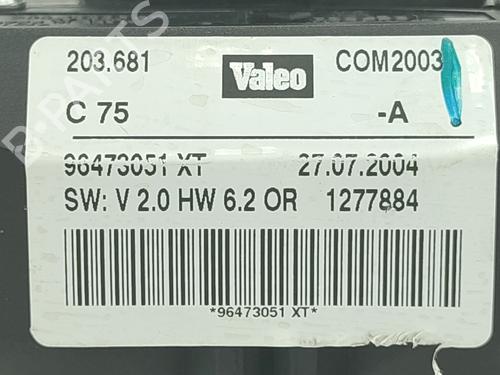 203.681 Valeo COM2003
C 75 -A
96473051 XT 27.07.2004
SW: V 2.0 HW 6.2 OR 1277884
*96473051 XT*
B-PARTS